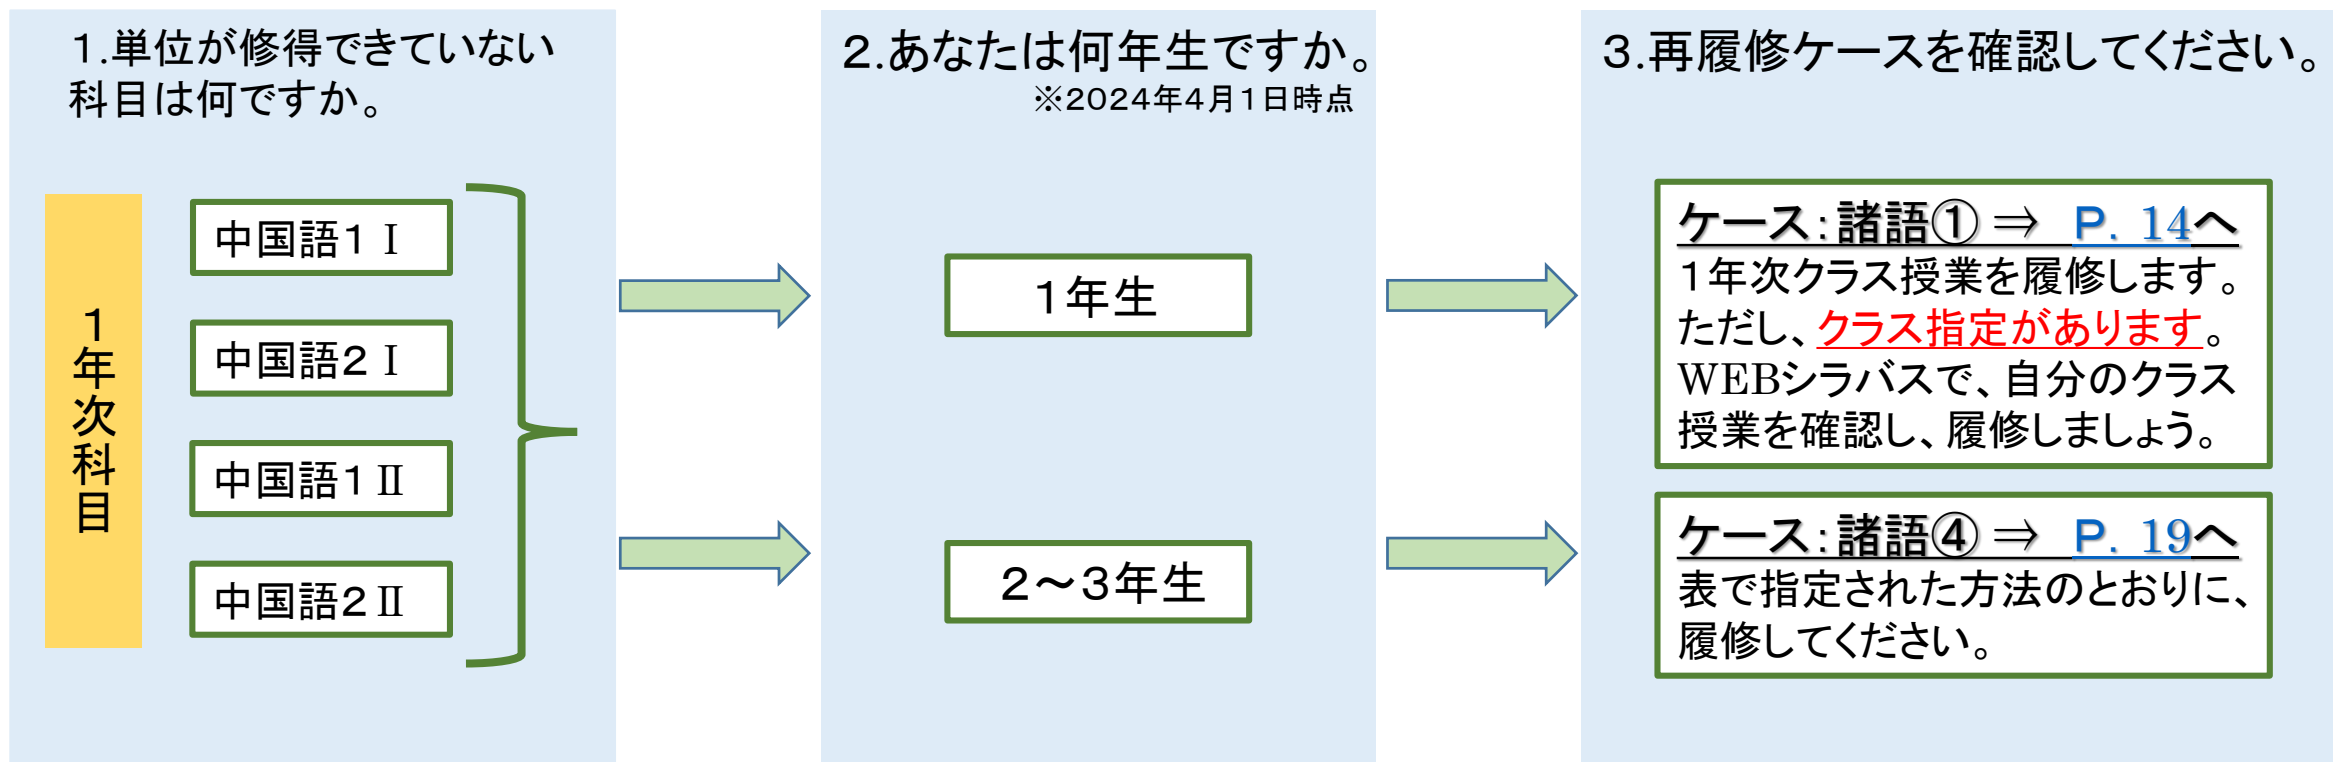 1.単位が修得できていない
科目は何ですか。
1年次科目
中国語1 Ⅰ
中国語2 Ⅰ
中国語1 Ⅱ
中国語2 Ⅱ
2.あなたは何年生ですか。
※2024年4月1日時点
1年生
2～3年生
3.再履修ケースを確認してください。
ケース：諸語① ⇒ P. 14へ
1年次クラス授業を履修します。
ただし、クラス指定があります。
WEBシラバスで、自分のクラス
授業を確認し、履修しましょう。
ケース：諸語④ ⇒ P. 19へ
表で指定された方法のとおりに、
履修してください。